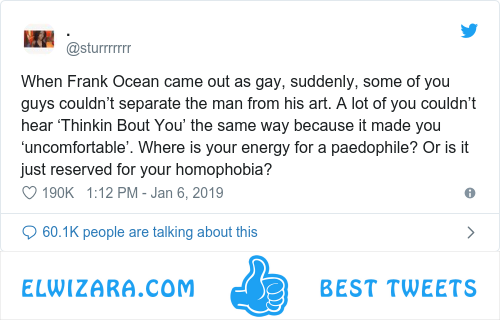 .
@sturrrrrrr
When Frank Ocean came out as gay, suddenly, some of you
guys couldn’t separate the man from his art. A lot of you couldn’t
hear ‘Thinkin Bout You’ the same way because it made you
‘uncomfortable’. Where is your energy for a paedophile? Or is it
just reserved for your homophobia?
190K 1:12 PM - Jan 6, 2019
60.1K people are talking about this
ELWIZARA.COM BEST TWEETS